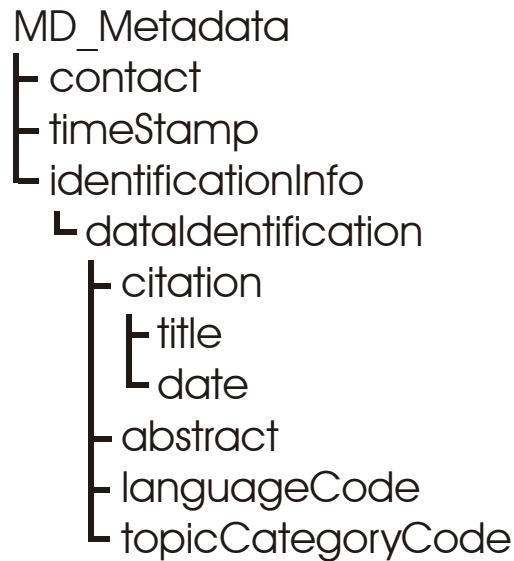 MD_Metadata
contact
timeStamp
identificationInfo
dataIdentification
citation
title
date
abstract
languageCode
topicCategoryCode